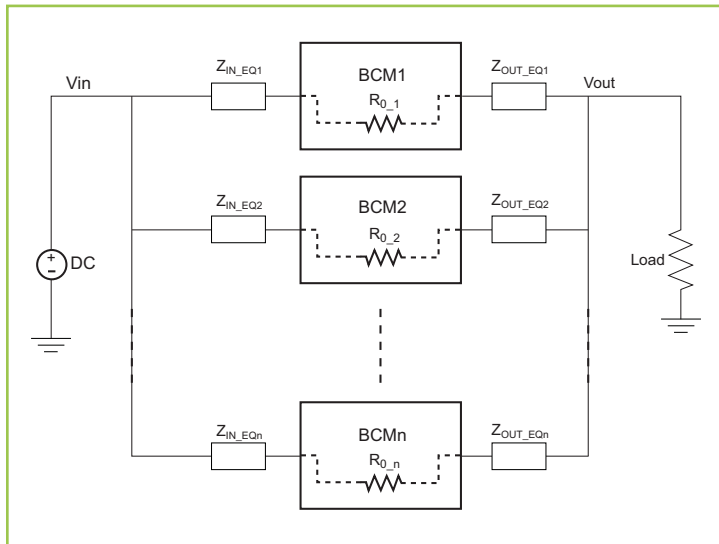 Vin
Z_IN_EQ1
BCM1
R_0_1
Z_OUT_EQ1
Vout
Z_IN_EQ2
BCM2
R_0_2
Z_OUT_EQ2
+
−
DC
Load
Z_IN_EQn
BCMn
R_0_n
Z_OUT_EQn